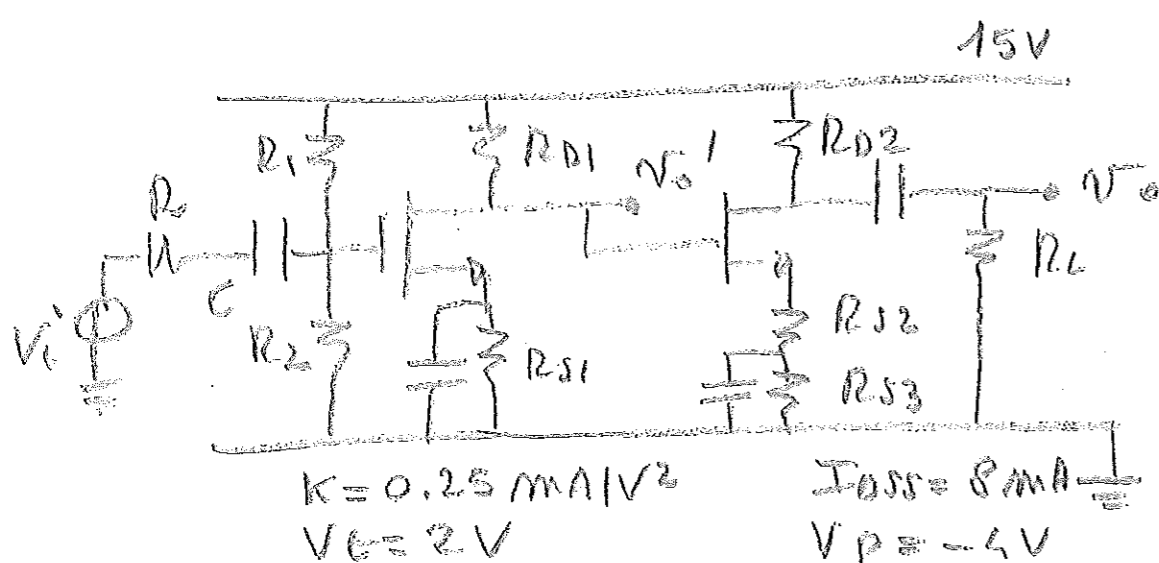 15V
R1
RD1
vo'
RD2
vo
R
C
Vi
R2
RS1
RS2
RS3
RL
K=0.25 mA/V²
Vt=2V
IDSS=8mA
Vp=-4V